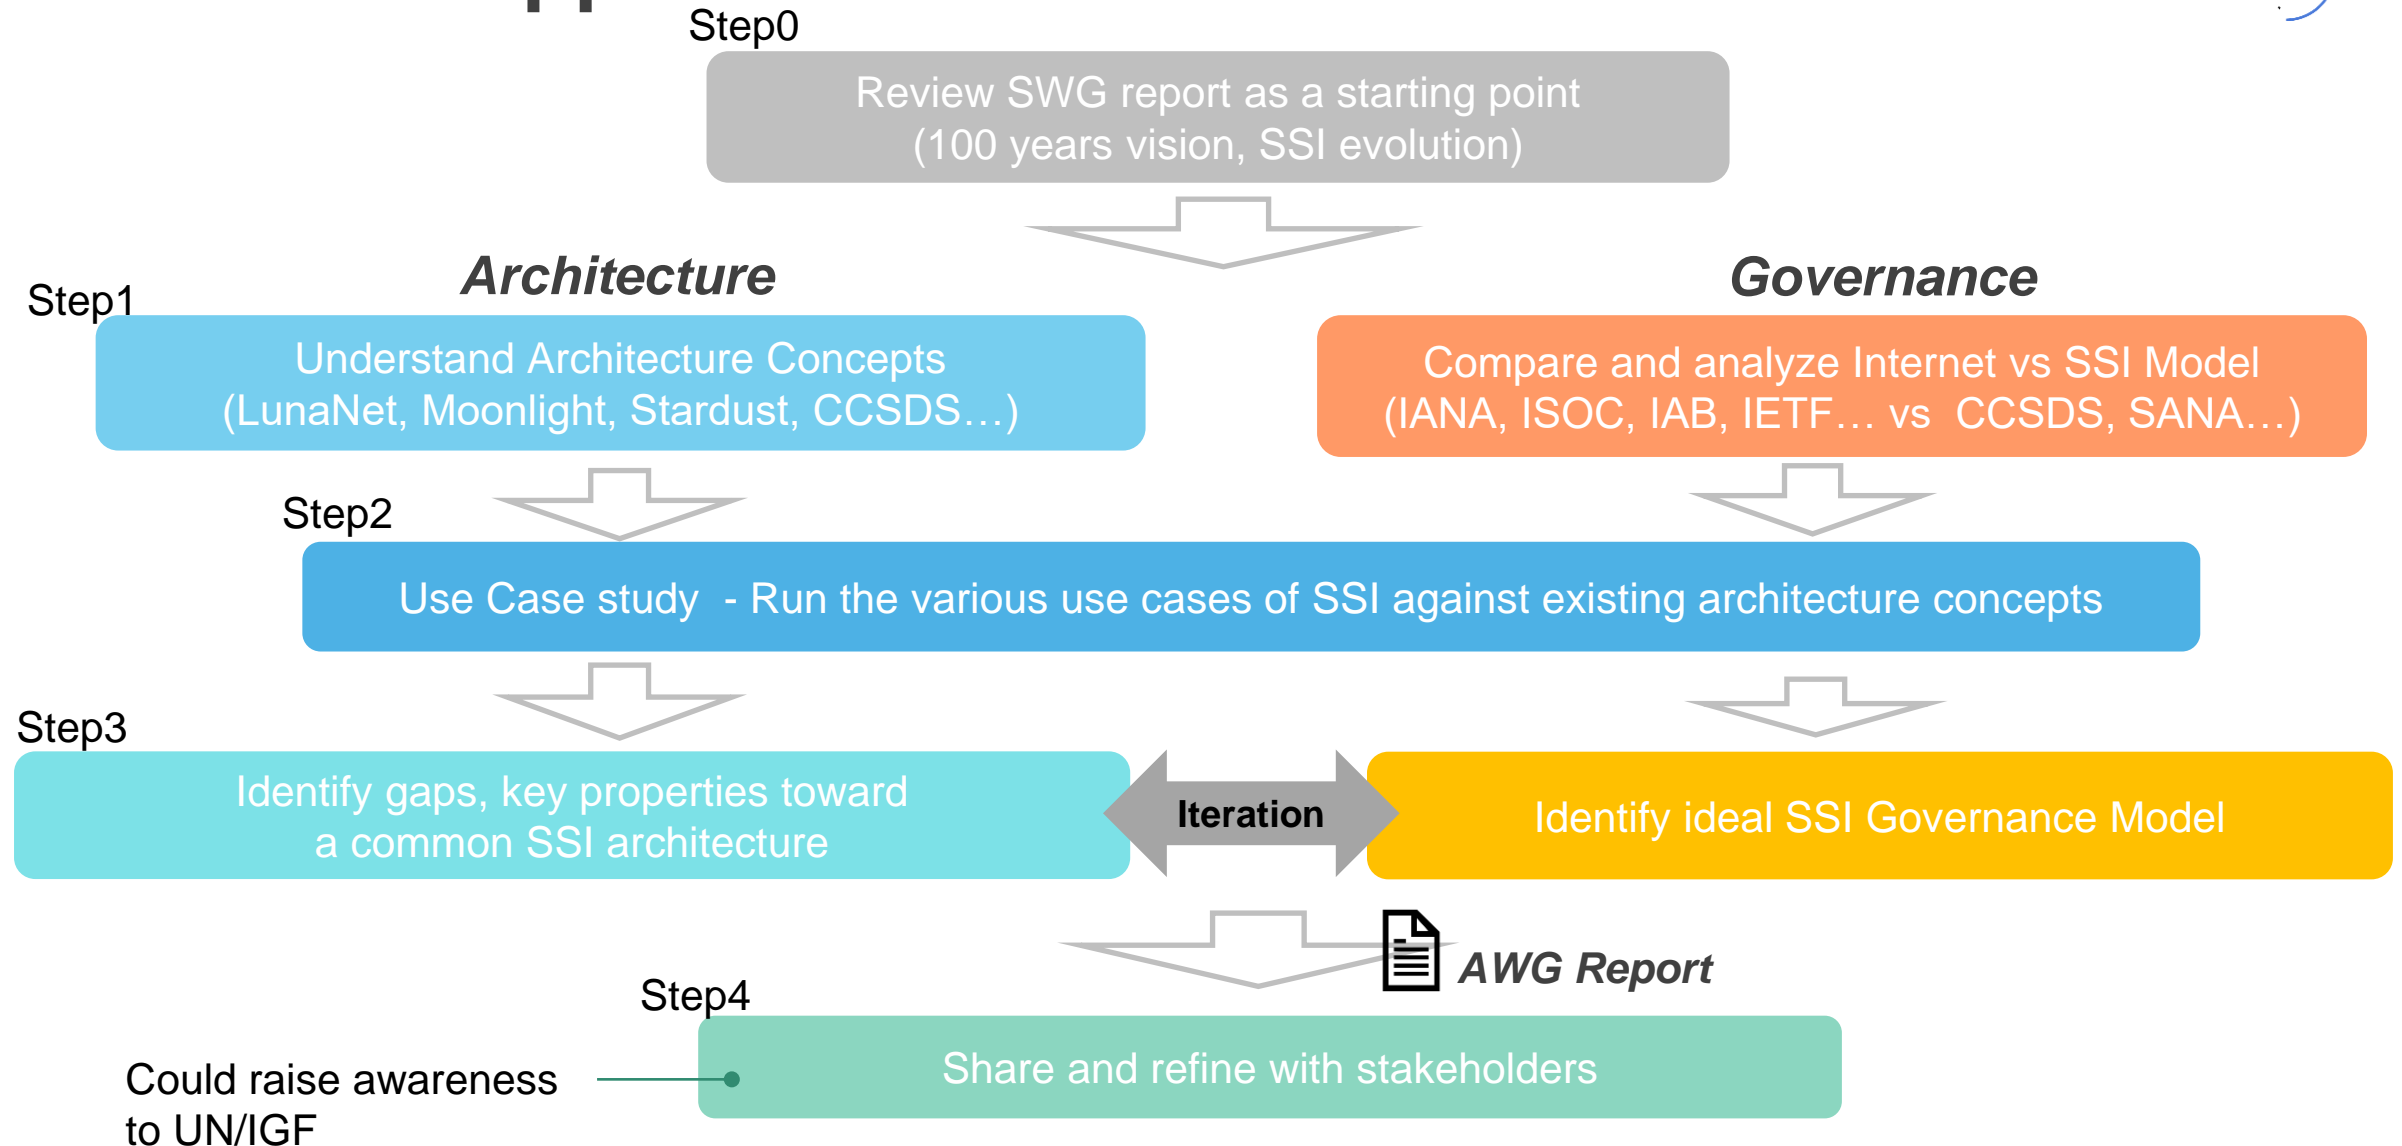 Step0
Review SWG report as a starting point
(100 years vision, SSI evolution)
Architecture
Governance
Step1
Understand Architecture Concepts
(LunaNet, Moonlight, Stardust, CCSDS…)
Compare and analyze Internet vs SSI Model
(IANA, ISOC, IAB, IETF… vs  CCSDS, SANA…)
Step2
Use Case study  - Run the various use cases of SSI against existing architecture concepts
Step3
Identify gaps, key properties toward
a common SSI architecture
Iteration
Identify ideal SSI Governance Model
AWG Report
Step4
Share and refine with stakeholders
Could raise awareness
to UN/IGF